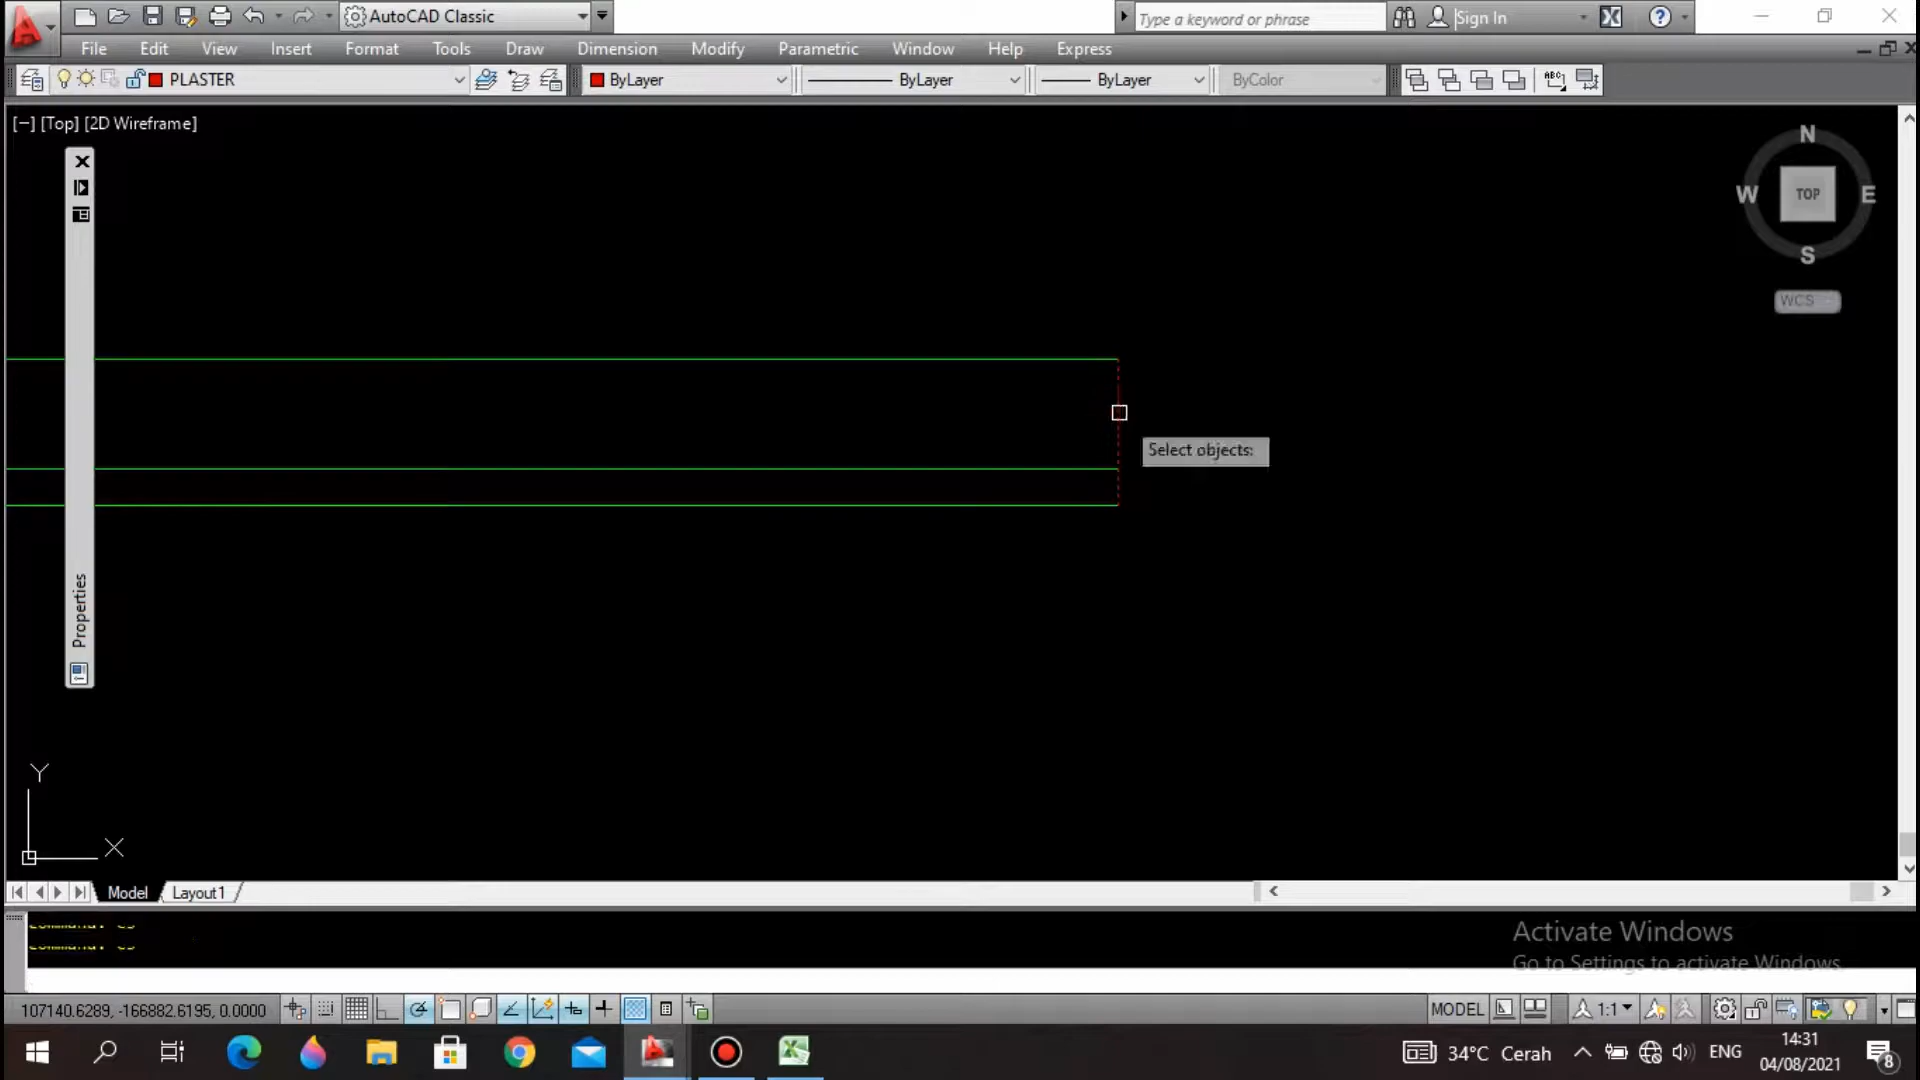 AutoCAD Classic
Type a keyword or phrase
Sign In
File Edit View Insert Format Tools Draw Dimension Modify Parametric Window Help Express
PLASTER
ByLayer
ByLayer
ByLayer
ByColor
[−] [Top] [2D Wireframe]
N
W TOP E
S
WCS
Select objects:
Properties
Y
X
Model Layout1
Activate Windows
Go to Settings to activate Windows.
107140.6289, -166882.6195, 0.0000
MODEL
1:1
34°C Cerah
ENG
14:31
04/08/2021
8